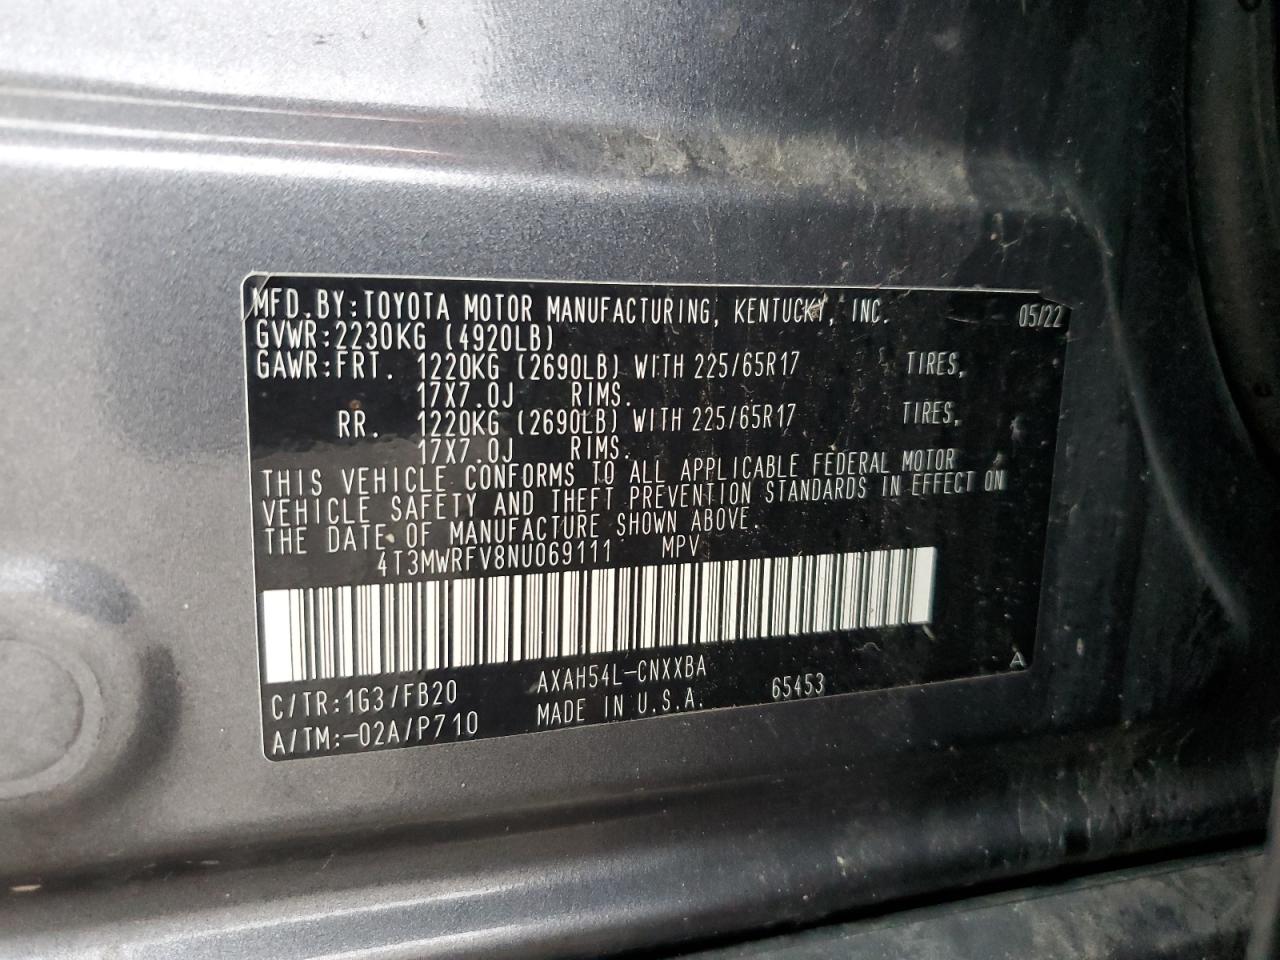 MFD.BY:TOYOTA MOTOR MANUFACTURING, KENTUCKY, INC. 05/22
GVWR:2230KG (4920LB)
GAWR:FRT. 1220KG (2690LB) WITH 225/65R17 TIRES,
17X7.0J RIMS.
RR. 1220KG (2690LB) WITH 225/65R17 TIRES,
17X7.0J RIMS.
THIS VEHICLE CONFORMS TO ALL APPLICABLE FEDERAL MOTOR
VEHICLE SAFETY AND THEFT PREVENTION STANDARDS IN EFFECT ON
THE DATE OF MANUFACTURE SHOWN ABOVE.
4T3MWRFV8NU069111 MPV
C/TR:1G3/FB20 AXAH54L-CNXXBA A
A/TM:-02A/P710 MADE IN U.S.A. 65453